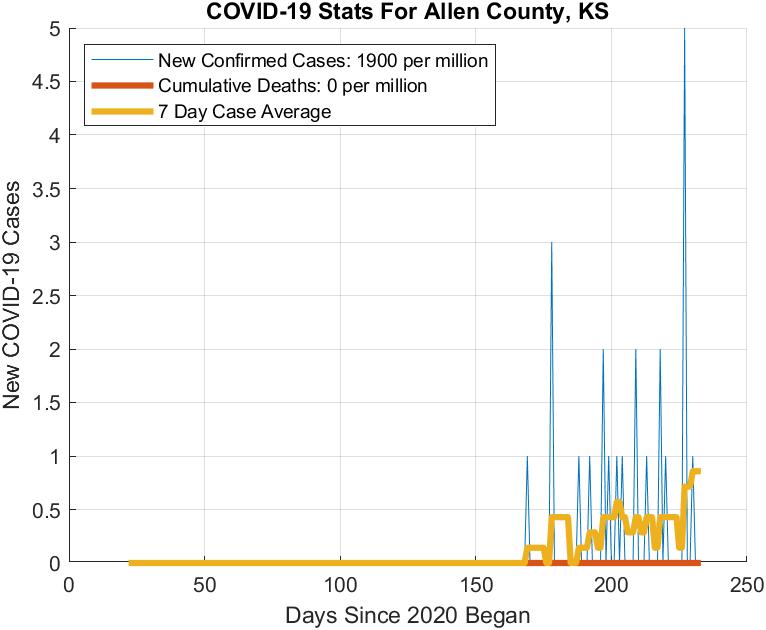 COVID-19 Stats For Allen County, KS
New Confirmed Cases: 1900 per million
Cumulative Deaths: 0 per million
7 Day Case Average
New COVID-19 Cases
5
4.5
4
3.5
3
2.5
2
1.5
1
0.5
0
0 50 100 150 200 250
Days Since 2020 Began